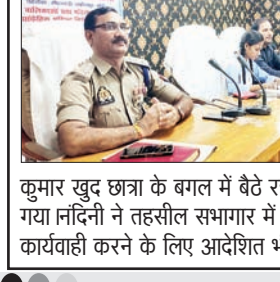 कुमार खुद छात्रा के बगल में बैठे र
गया।नंदिनी ने तहसील सभागार में
कार्यवाही करने के लिए आदेशित भ